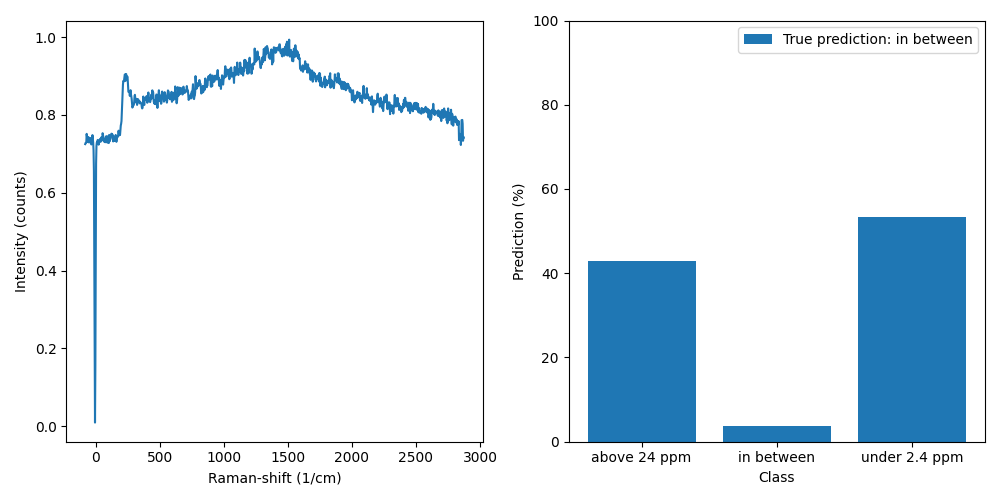 1.0
0.8
0.6
0.4
0.2
0.0
Intensity (counts)
0 500 1000 1500 2000 2500 3000
Raman-shift (1/cm)
100
80
60
40
20
0
Prediction (%)
True prediction: in between
above 24 ppm in between under 2.4 ppm
Class